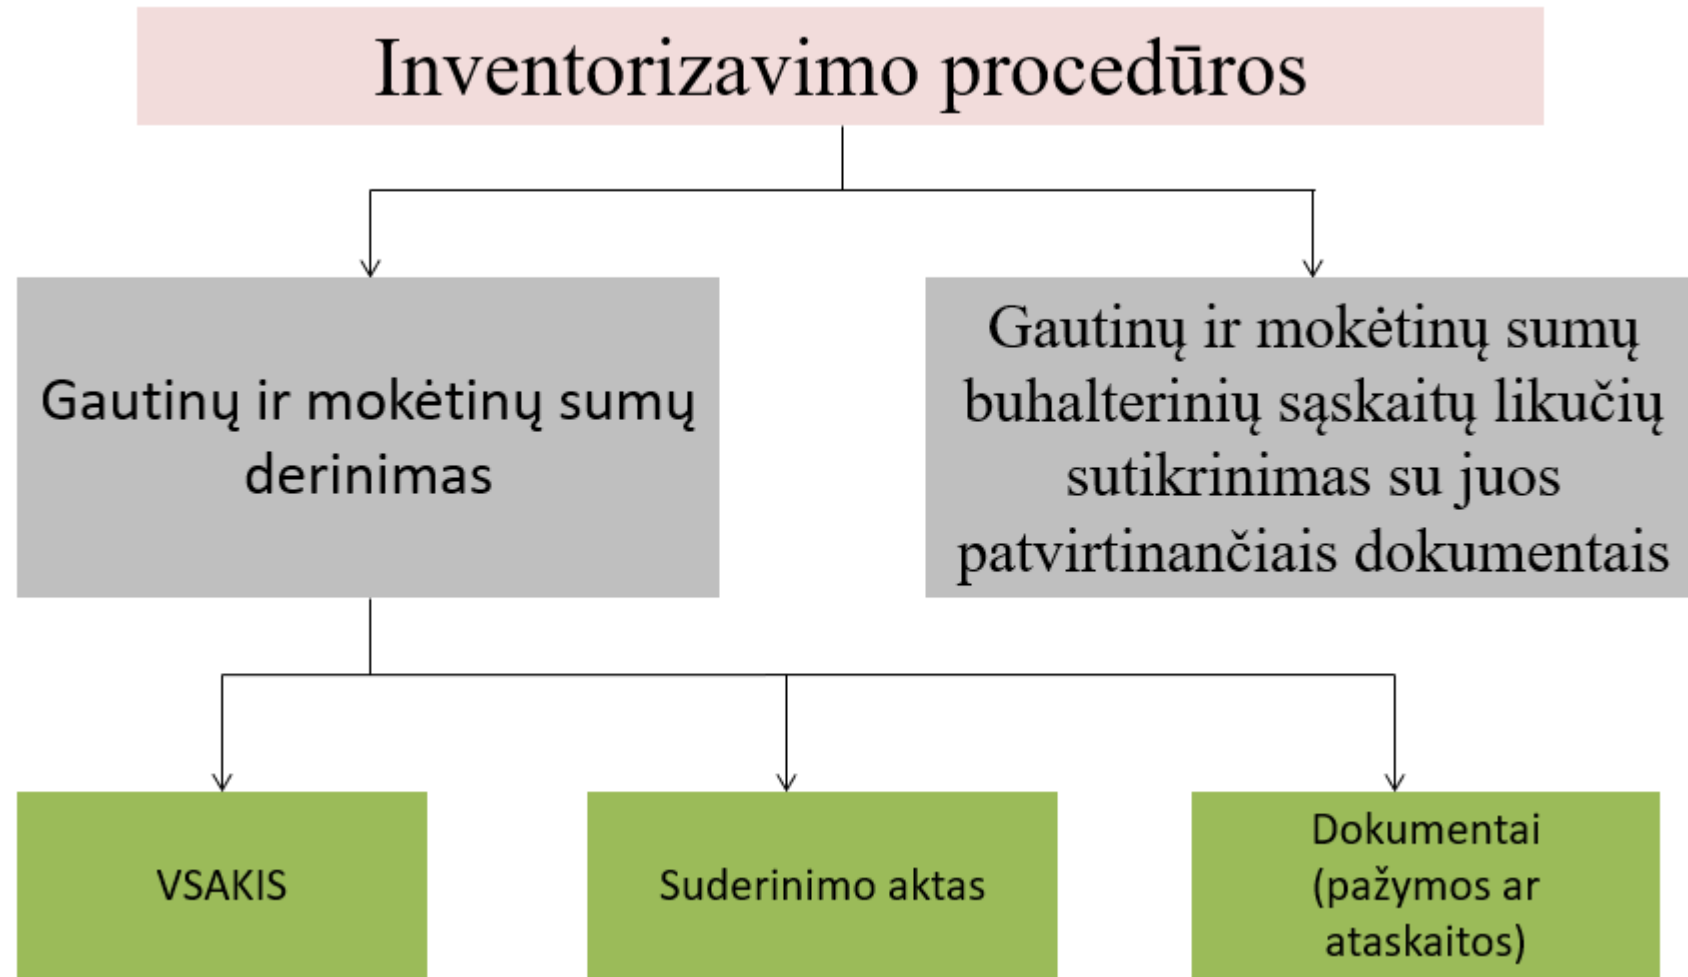 Inventorizavimo procedūros
Gautinų ir mokėtinų sumų
derinimas
Gautinų ir mokėtinų sumų
buhalterinių sąskaitų likučių
sutikrinimas su juos
patvirtinančiais dokumentais
VSAKIS
Suderinimo aktas
Dokumentai
(pažymos ar
ataskaitos)